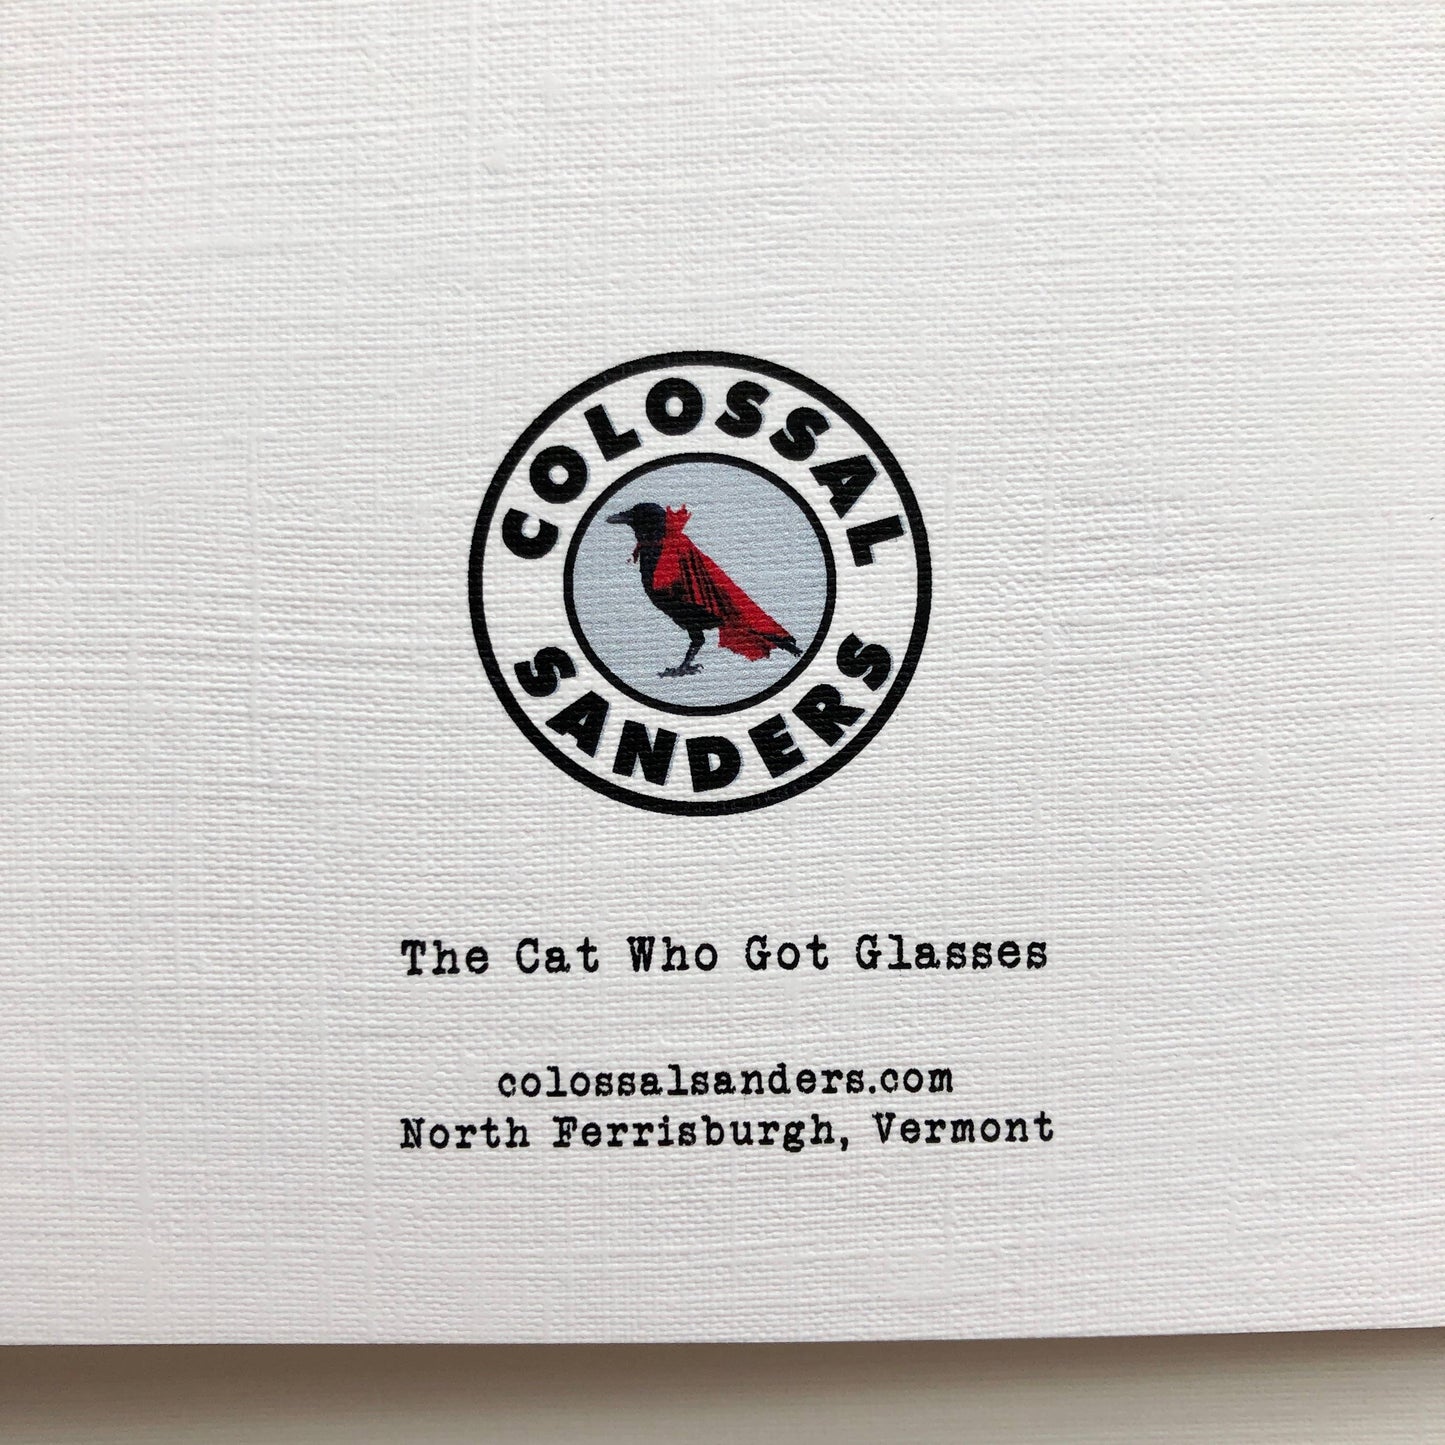 COLOSSAL
SANDERS
The Cat Who Got Glasses
colossalsanders.com
North Ferrisburgh, Vermont